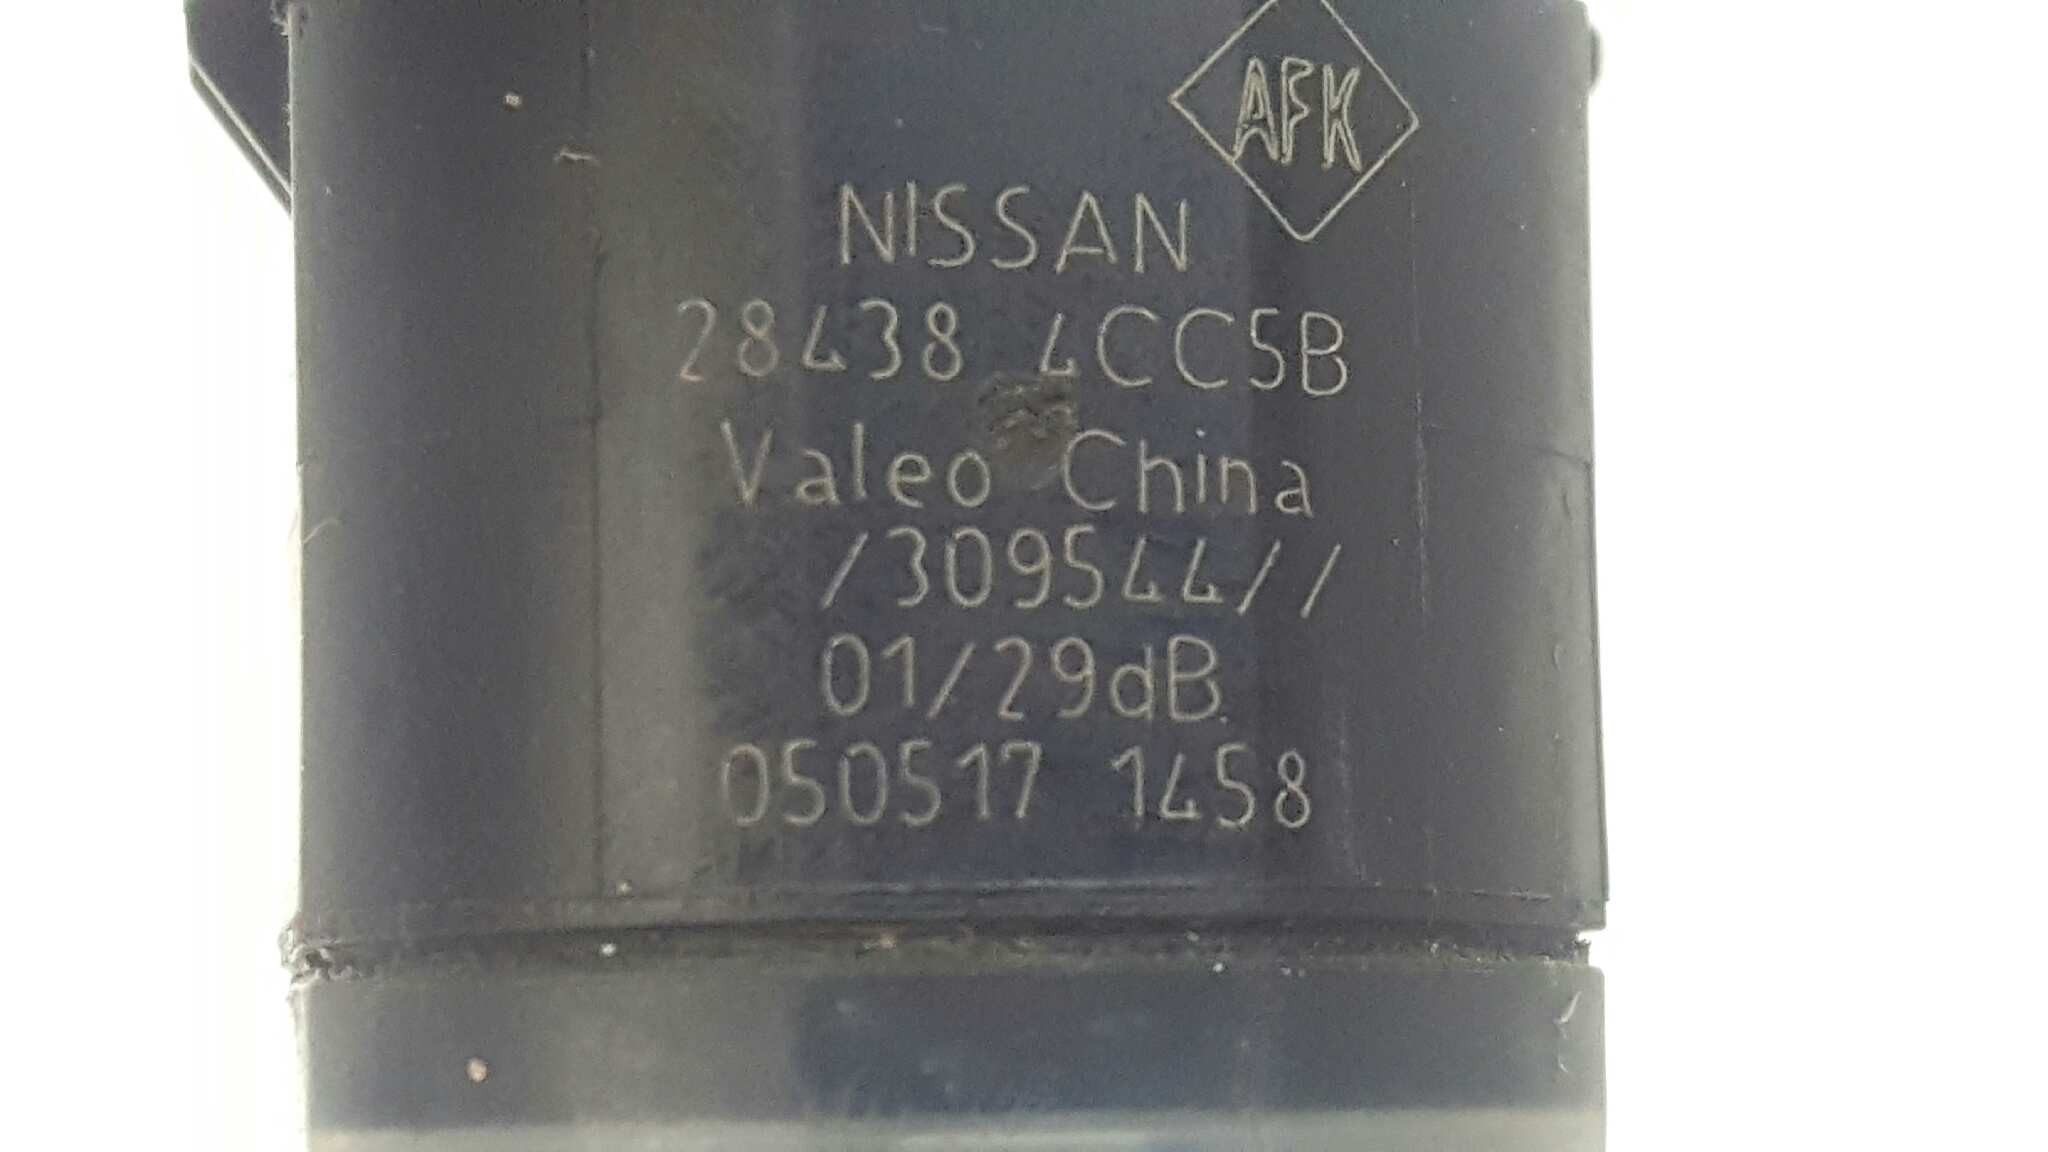 AFK
NISSAN
28438 4CC5B
Valeo China
/309544//
01/29dB
050517 1458